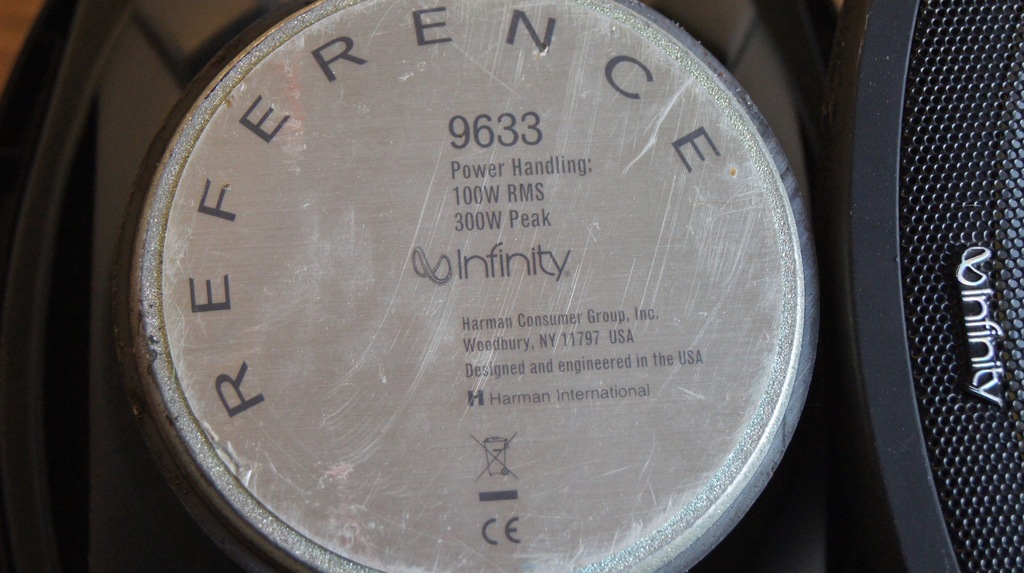 REFERENCE
9633
Power Handling:
100W RMS
300W Peak
Infinity
Harman Consumer Group, Inc.
Woodbury, NY 11797 USA
Designed and engineered in the USA
H Harman International
CE
Infinity